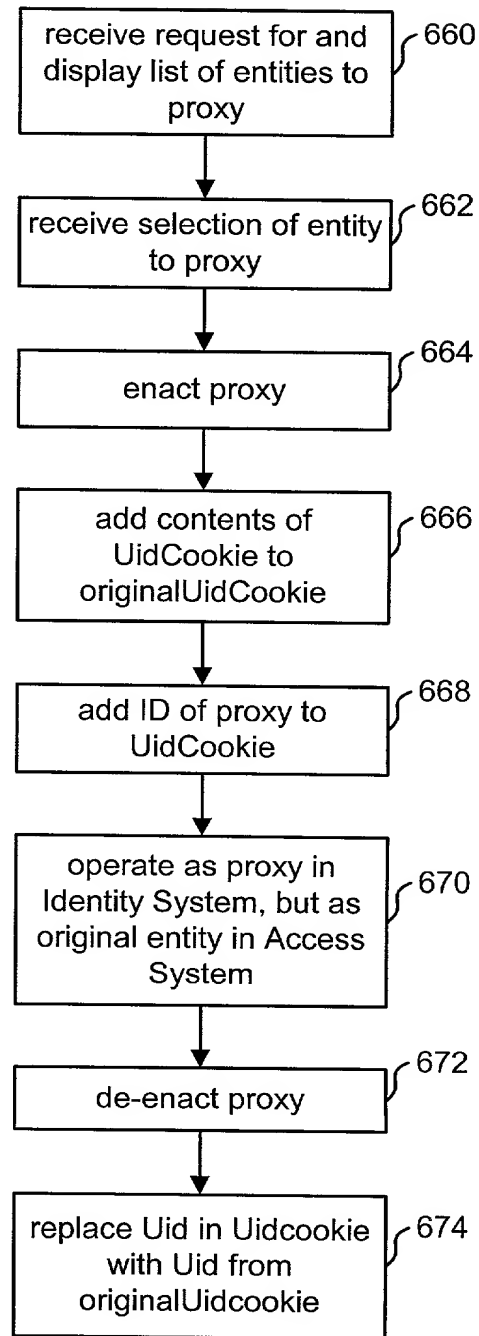 receive request for and
display list of entities to
proxy
660
receive selection of entity
to proxy
662
enact proxy
664
add contents of
UidCookie to
originalUidCookie
666
add ID of proxy to
UidCookie
668
operate as proxy in
Identity System, but as
original entity in Access
System
670
de-enact proxy
672
replace Uid in Uidcookie
with Uid from
originalUidcookie
674